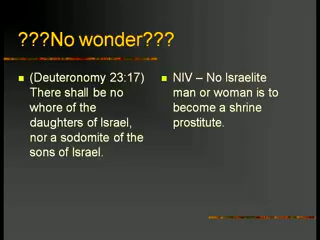 ???No wonder???
(Deuteronomy 23:17)
There shall be no
whore of the
daughters of Israel,
nor a sodomite of the
sons of Israel.
NIV – No Israelite
man or woman is to
become a shrine
prostitute.